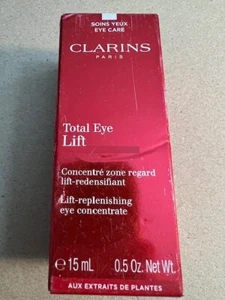 SOINS YEUX
EYE CARE
CLARINS
PARIS
Total Eye
Lift
Concentré zone regard
lift-redensifiant
Lift-replenishing
eye concentrate
℮ 15 mL 0.5 Oz. Net Wt.
AUX EXTRAITS DE PLANTES